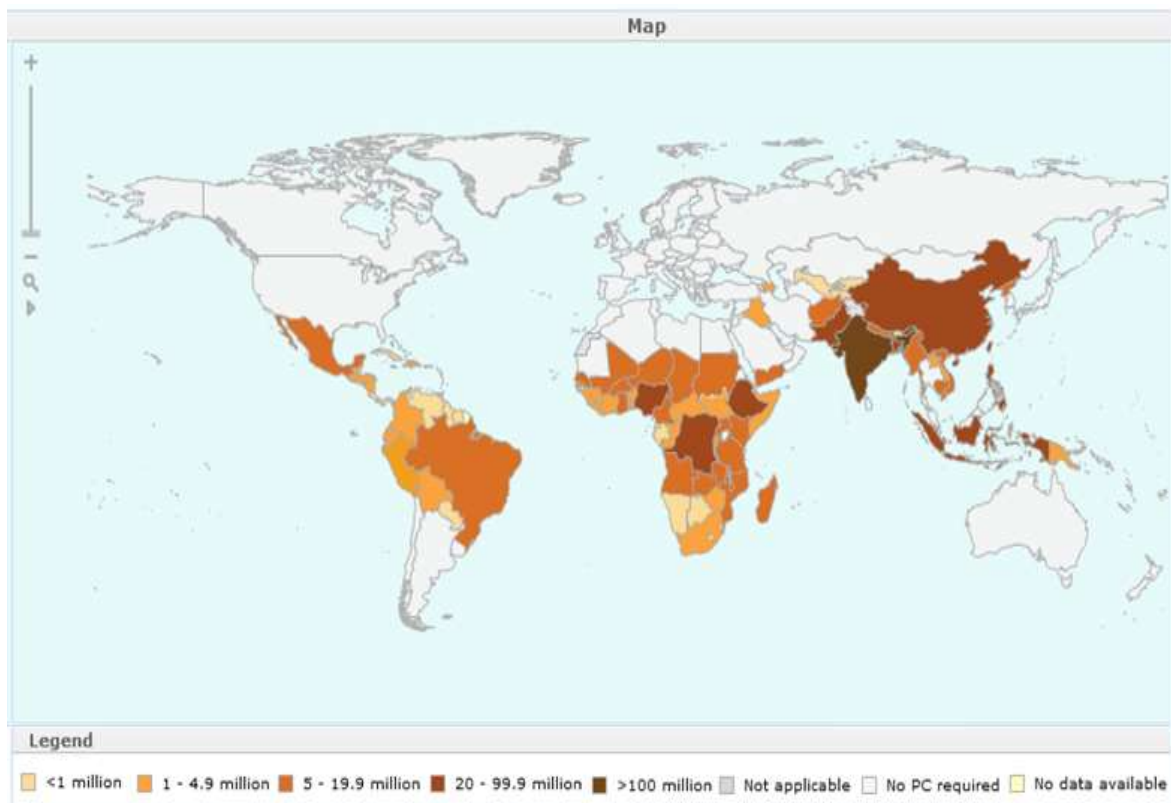 Map
Legend
<1 million 1 - 4.9 million 5 - 19.9 million 20 - 99.9 million >100 million Not applicable No PC required No data available